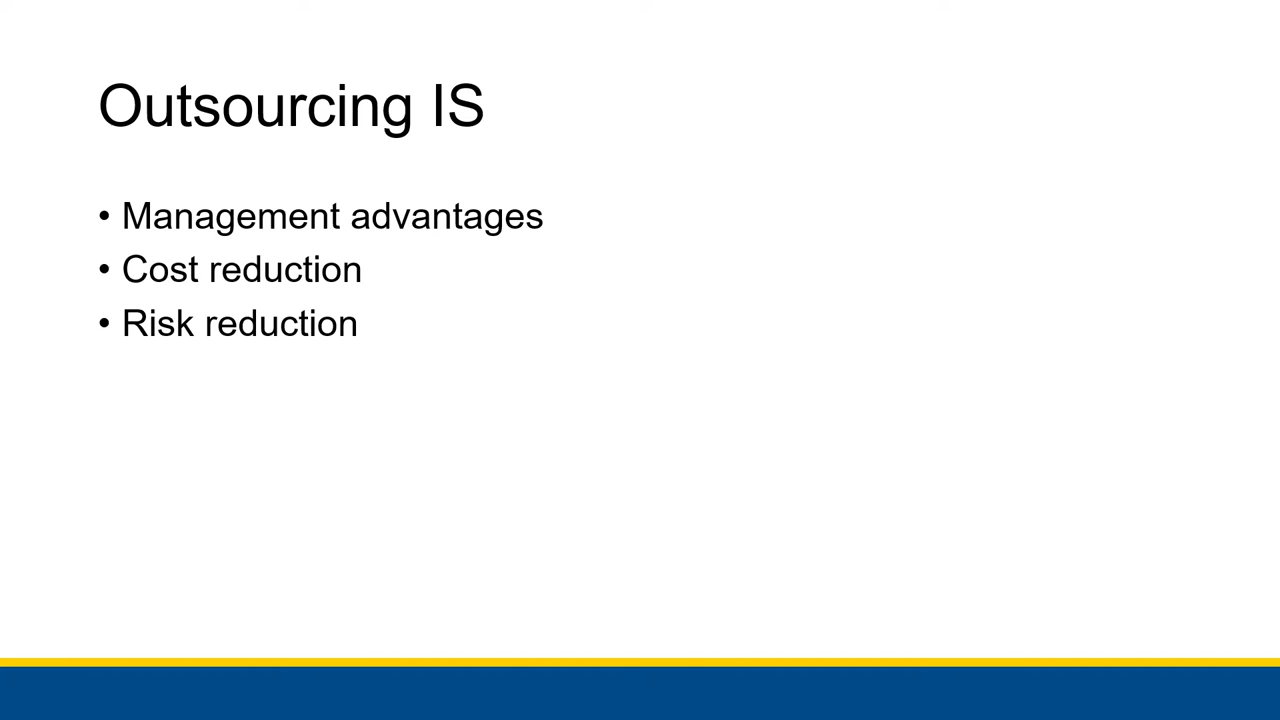 Outsourcing IS
• Management advantages
• Cost reduction
• Risk reduction